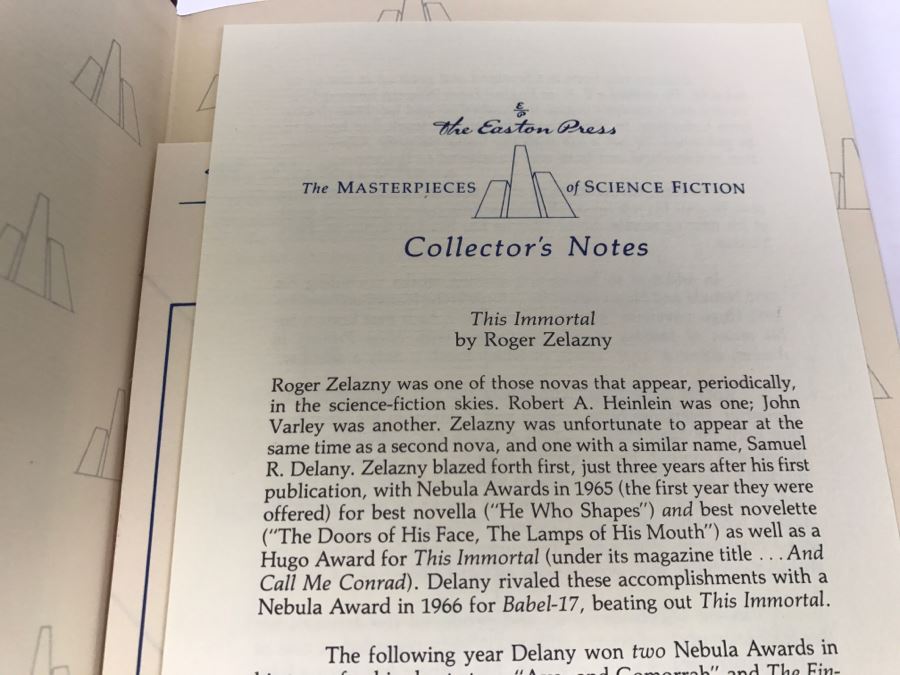 E
P
the Easton Press
The MASTERPIECES of SCIENCE FICTION
Collector's Notes
This Immortal
by Roger Zelazny
Roger Zelazny was one of those novas that appear, periodically,
in the science-fiction skies. Robert A. Heinlein was one; John
Varley was another. Zelazny was unfortunate to appear at the
same time as a second nova, and one with a similar name, Samuel
R. Delany. Zelazny blazed forth first, just three years after his first
publication, with Nebula Awards in 1965 (the first year they were
offered) for best novella ("He Who Shapes") and best novelette
("The Doors of His Face, The Lamps of His Mouth") as well as a
Hugo Award for This Immortal (under its magazine title . . . And
Call Me Conrad). Delany rivaled these accomplishments with a
Nebula Award in 1966 for Babel-17, beating out This Immortal.
The following year Delany won two Nebula Awards in
and The Fin-